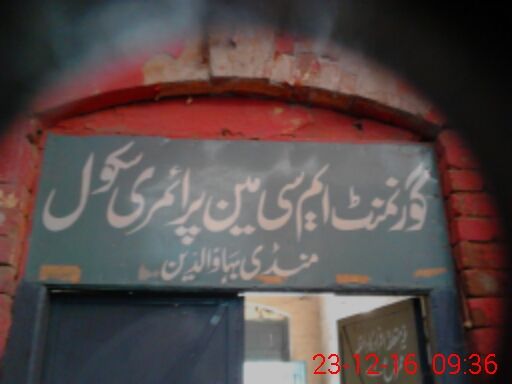 گورنمنٹ ایم سی مین پرائمری سکول
منڈی بہاؤالدین
23-12-16 09:36